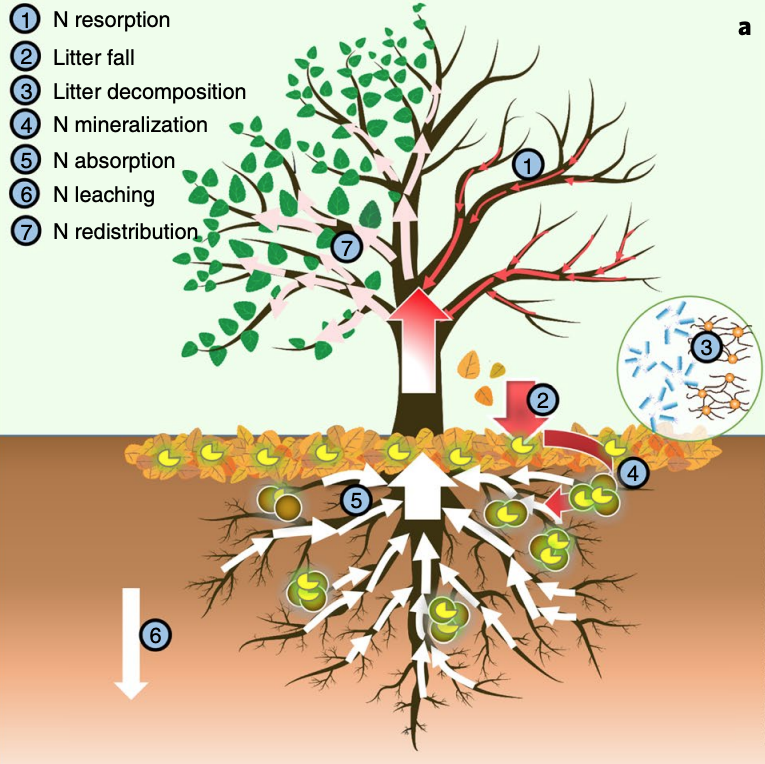 1 N resorption
a
2 Litter fall
3 Litter decomposition
4 N mineralization
5 N absorption
6 N leaching
7 N redistribution
1
7
3
2
4
5
6